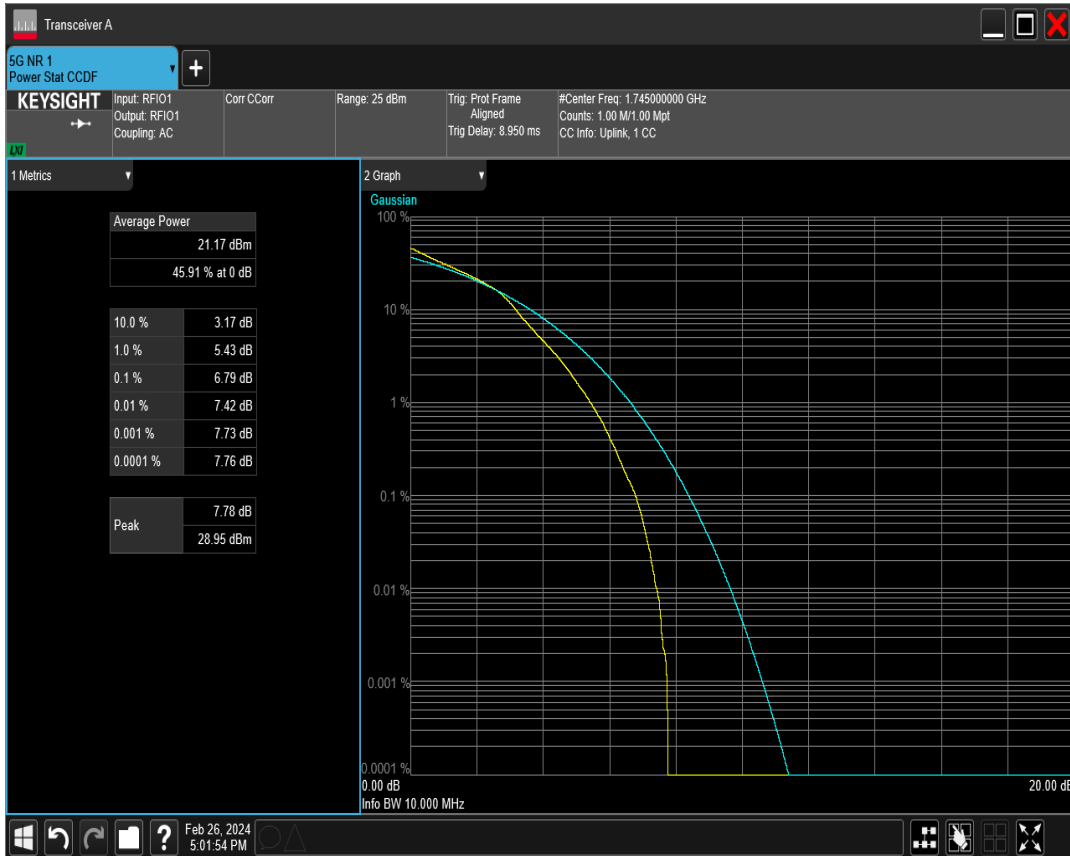 Transceiver A
5G NR 1
Power Stat CCDF
KEYSIGHT
LXI
Input: RFIO1
Output: RFIO1
Coupling: AC
Corr CCorr
Range: 25 dBm
Trig: Prot Frame
Aligned
Trig Delay: 8.950 ms
#Center Freq: 1.745000000 GHz
Counts: 1.00 M/1.00 Mpt
CC Info: Uplink, 1 CC
1 Metrics
Average Power
21.17 dBm
45.91 % at 0 dB
10.0 % 3.17 dB
1.0 % 5.43 dB
0.1 % 6.79 dB
0.01 % 7.42 dB
0.001 % 7.73 dB
0.0001 % 7.76 dB
Peak
7.78 dB
28.95 dBm
2 Graph
Gaussian
100 %
10 %
1 %
0.1 %
0.01 %
0.001 %
0.0001 %
0.00 dB 20.00 dB
Info BW 10.000 MHz
?
Feb 26, 2024
5:01:54 PM